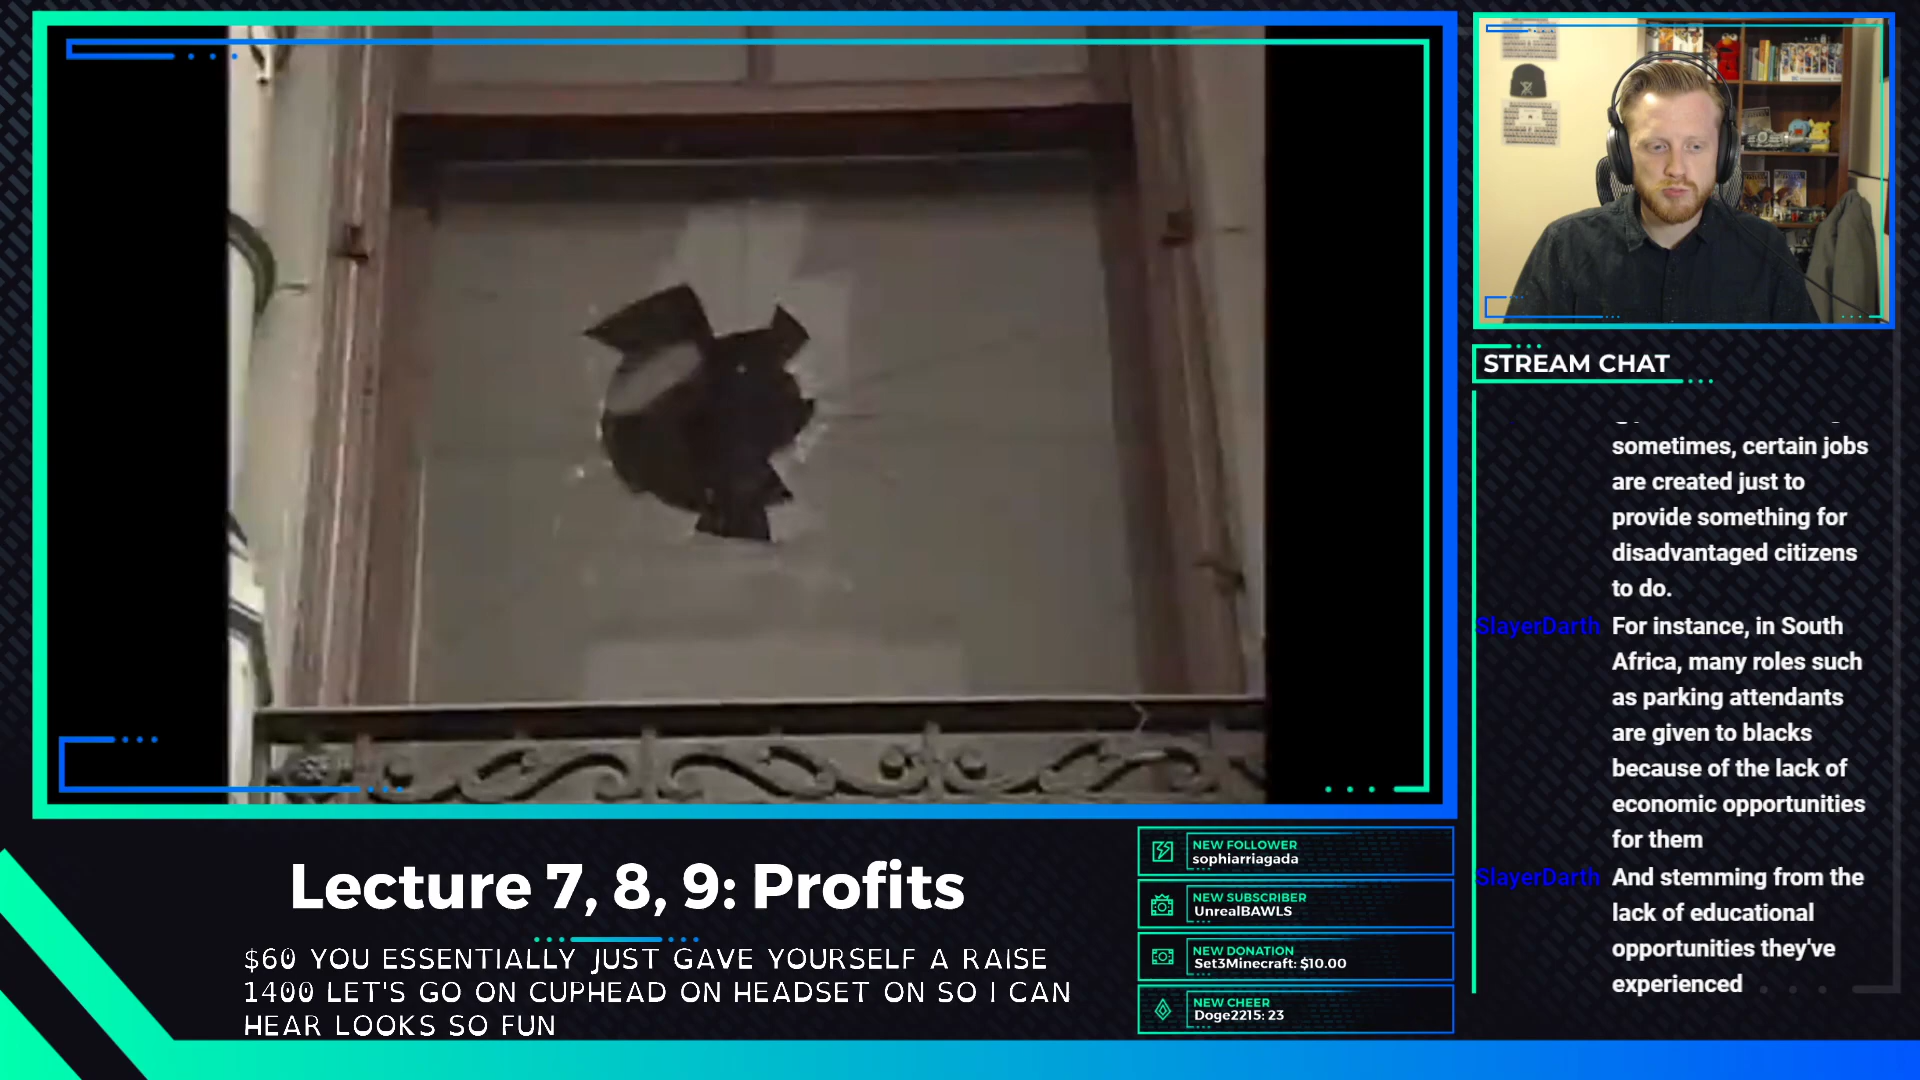 STREAM CHAT
sometimes, certain jobs
are created just to
provide something for
disadvantaged citizens
to do.
SlayerDarth For instance, in South
Africa, many roles such
as parking attendants
are given to blacks
because of the lack of
economic opportunities
for them
SlayerDarth And stemming from the
lack of educational
opportunities they've
experienced
Lecture 7, 8, 9: Profits
$60 YOU ESSENTIALLY JUST GAVE YOURSELF A RAISE
1400 LET'S GO ON CUPHEAD ON HEADSET ON SO I CAN
HEAR LOOKS SO FUN
NEW FOLLOWER
sophiarriagada
NEW SUBSCRIBER
UnrealBAWLS
NEW DONATION
Set3Minecraft: $10.00
NEW CHEER
Doge2215: 23